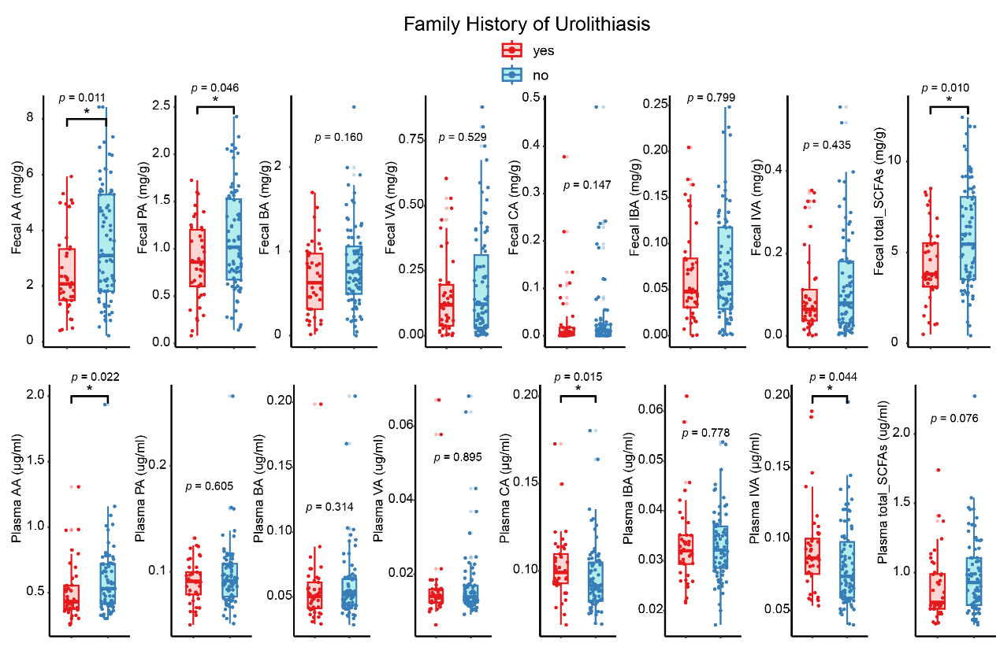 Family History of Urolithiasis
yes
no
p = 0.011
*
Fecal AA (mg/g)
8
6
4
2
0
p = 0.046
*
Fecal PA (mg/g)
2.5
2.0
1.5
1.0
0.5
0.0
p = 0.160
Fecal BA (mg/g)
2
1
0
p = 0.529
Fecal VA (mg/g)
0.75
0.50
0.25
0.00
p = 0.147
Fecal CA (mg/g)
0.5
0.4
0.3
0.2
0.1
0.0
p = 0.799
Fecal IBA (mg/g)
0.25
0.20
0.15
0.10
0.05
0.00
p = 0.435
Fecal IVA (mg/g)
0.4
0.2
0.0
p = 0.010
*
Fecal total_SCFAs (mg/g)
10
5
0
p = 0.022
*
Plasma AA (µg/ml)
2.0
1.5
1.0
0.5
p = 0.605
Plasma PA (ug/ml)
0.2
0.1
p = 0.314
Plasma BA (ug/ml)
0.20
0.15
0.10
0.05
p = 0.895
Plasma VA (ug/ml)
0.06
0.04
0.02
p = 0.015
*
Plasma CA (ug/ml)
0.20
0.15
0.10
p = 0.778
Plasma IBA (ug/ml)
0.06
0.05
0.04
0.03
0.02
p = 0.044
*
Plasma IVA (µg/ml)
0.20
0.15
0.10
0.05
p = 0.076
Plasma total_SCFAs (ug/ml)
2.0
1.5
1.0